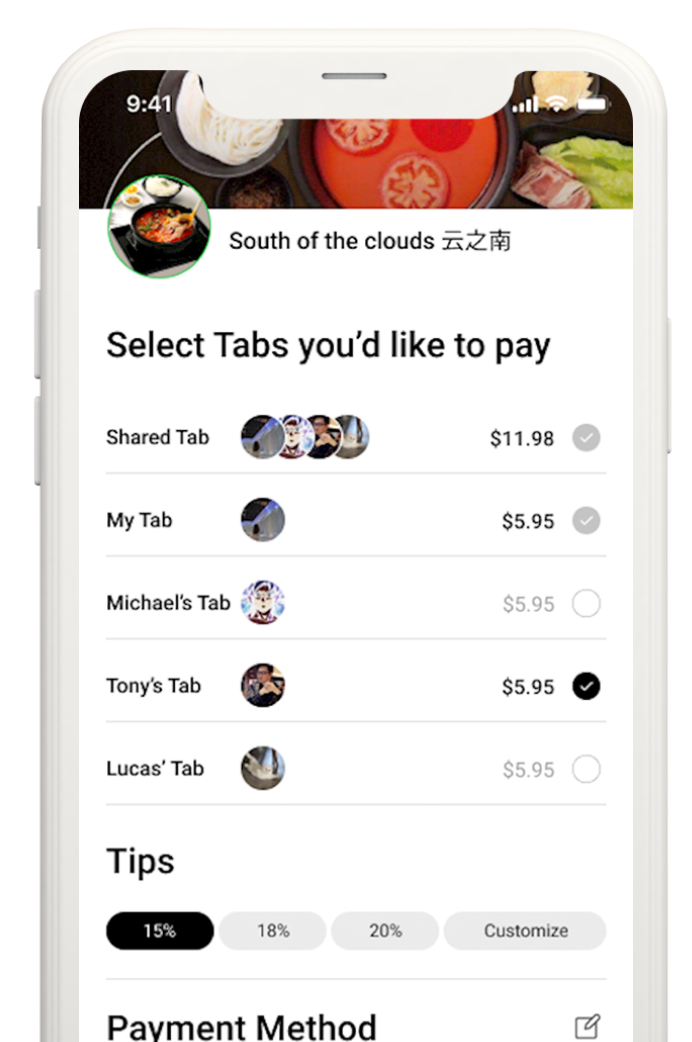 9:41
South of the clouds 云之南
Select Tabs you'd like to pay
Shared Tab $11.98
My Tab $5.95
Michael's Tab $5.95
Tony's Tab $5.95
Lucas' Tab $5.95
Tips
15% 18% 20% Customize
Payment Method